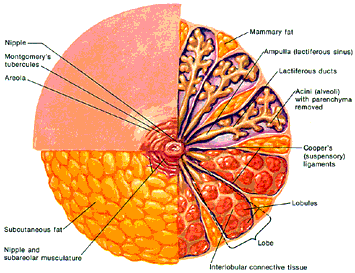 Nipple
Montgomery's
tubercules
Areola
Subcutaneous fat
Nipple and
subareolar musculature
Mammary fat
Ampulla (lactiferous sinus)
Lactiferous ducts
Acini (alveoli)
with parenchyma
removed
Cooper's
(suspensory)
ligaments
Lobules
Lobe
Interlobular connective tissue